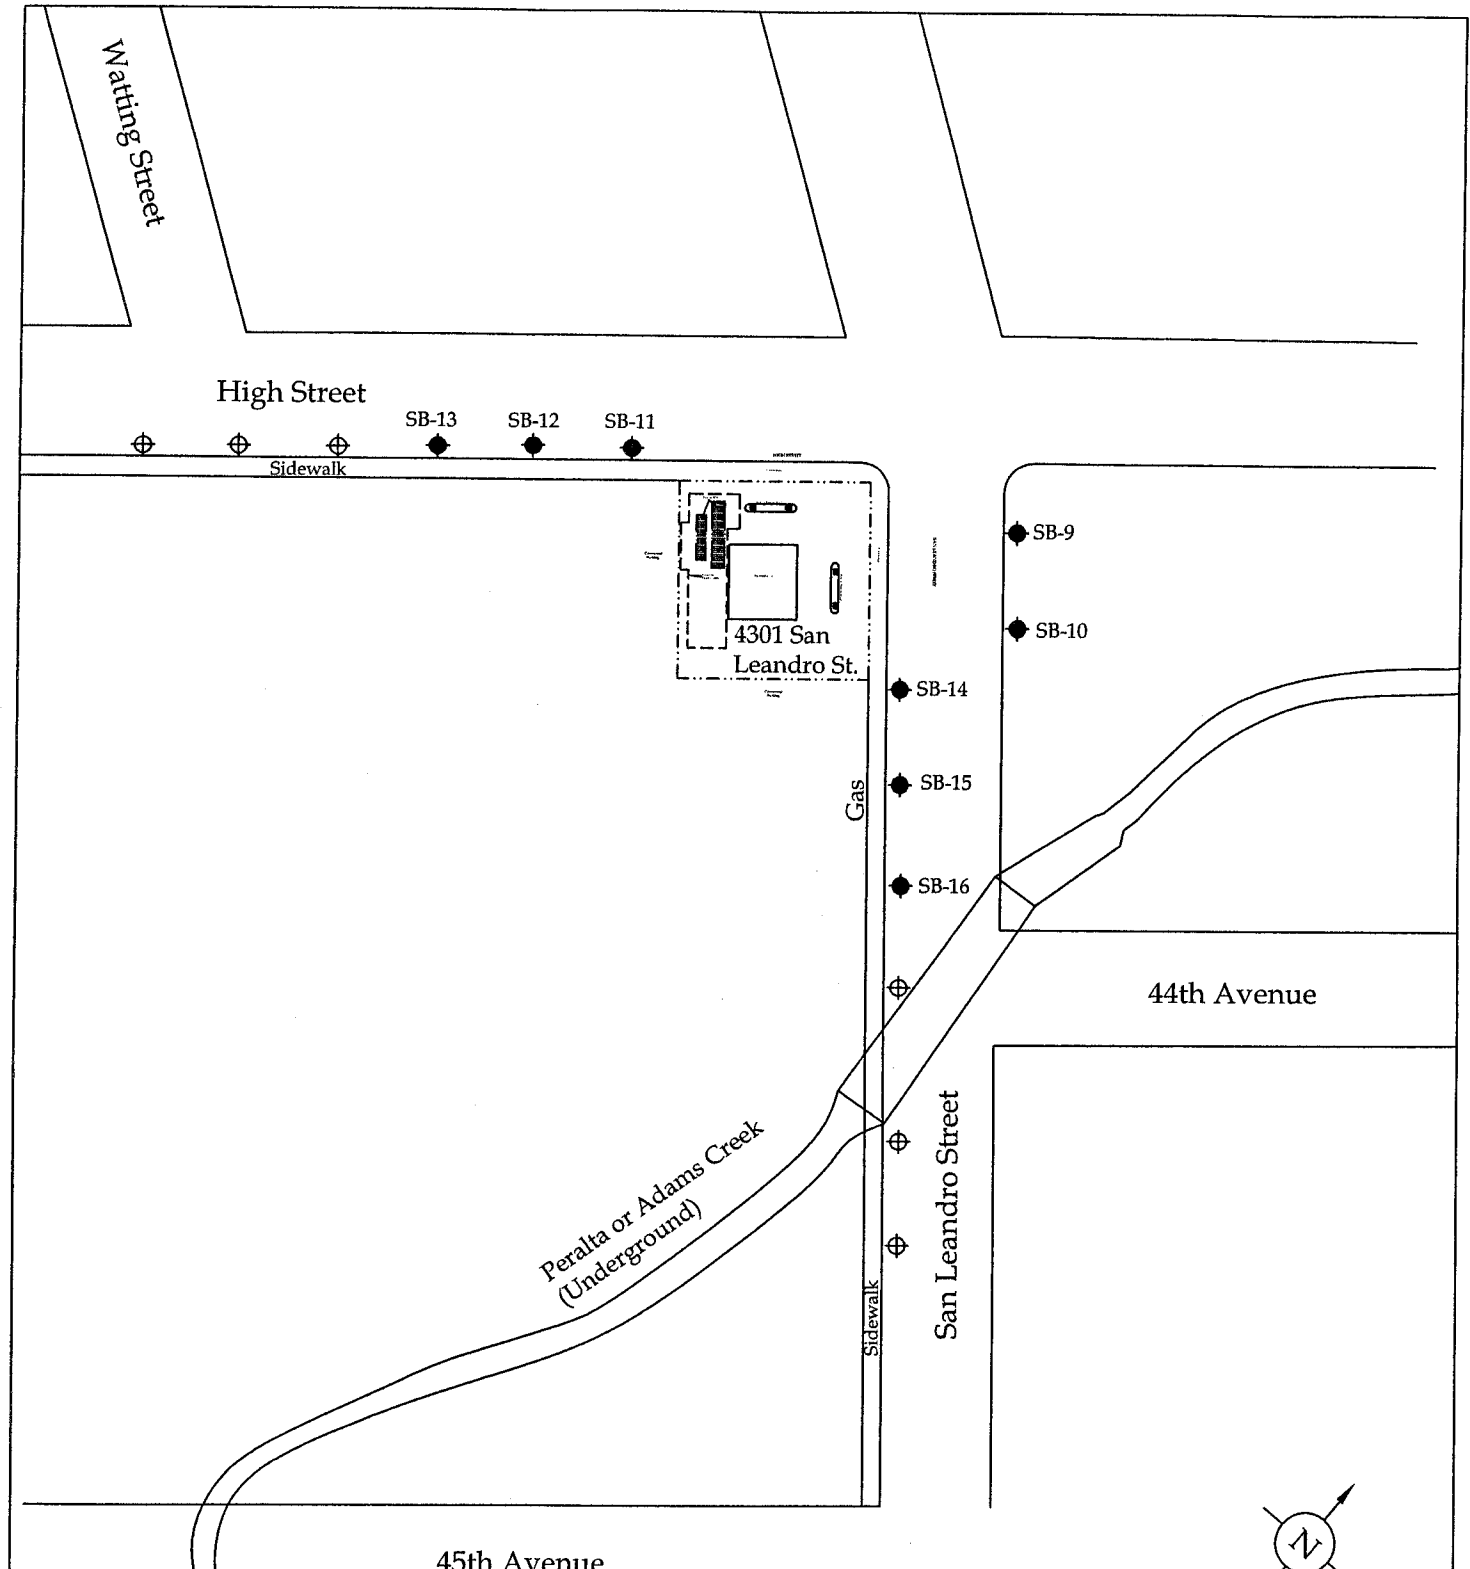 Watting Street
High Street
SB-13
SB-12
SB-11
Sidewalk
SB-9
SB-10
4301 San
Leandro St.
SB-14
Gas
SB-15
SB-16
44th Avenue
Peralta or Adams Creek
(Underground)
San Leandro Street
Sidewalk
45th Avenue
N